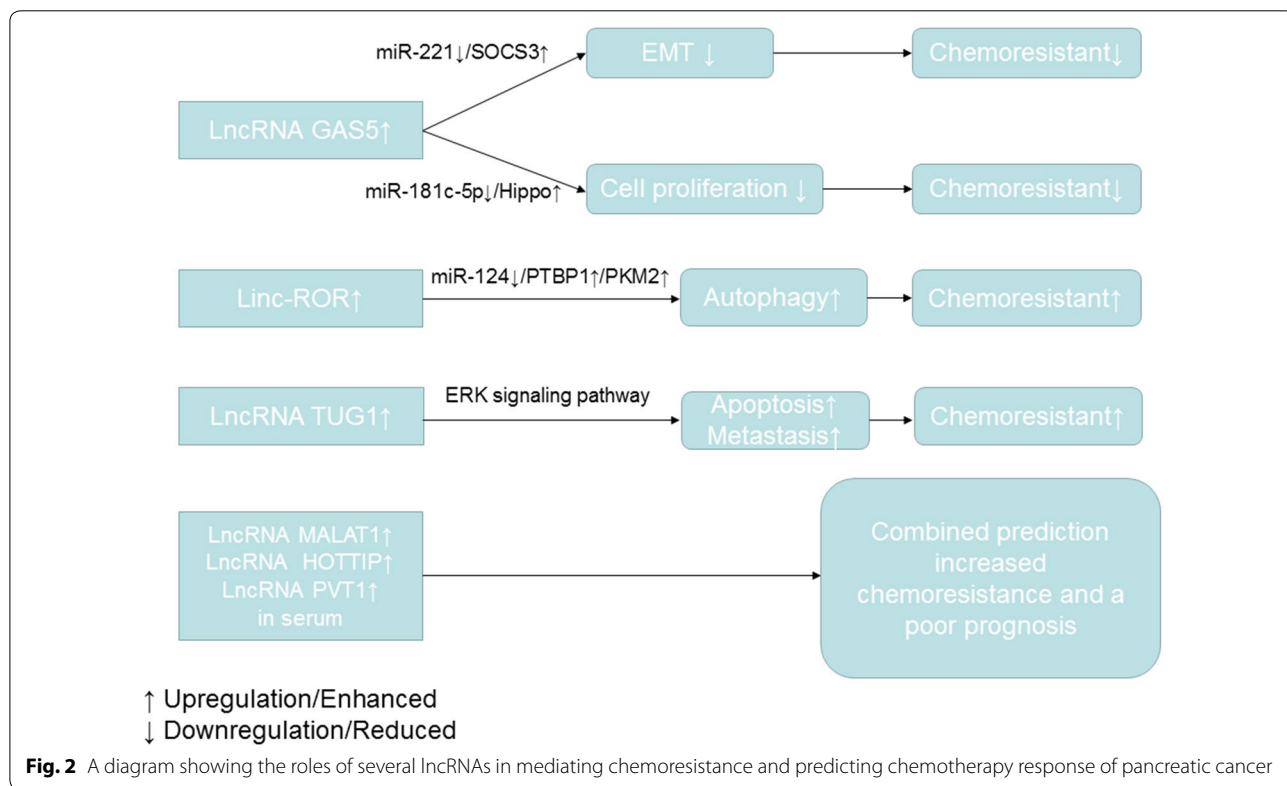 miR-221↓/SOCS3↑
EMT ↓
Chemoresistant↓
LncRNA GAS5↑
miR-181c-5p↓/Hippo↑
Cell proliferation ↓
Chemoresistant↓
Linc-ROR↑
miR-124↓/PTBP1↑/PKM2↑
Autophagy↑
Chemoresistant↑
LncRNA TUG1↑
ERK signaling pathway
Apoptosis↑
Metastasis↑
Chemoresistant↑
LncRNA MALAT1↑
LncRNA HOTTIP↑
LncRNA PVT1↑
in serum
Combined prediction
increased
chemoresistance and a
poor prognosis
↑ Upregulation/Enhanced
↓ Downregulation/Reduced
Fig. 2 A diagram showing the roles of several lncRNAs in mediating chemoresistance and predicting chemotherapy response of pancreatic cancer